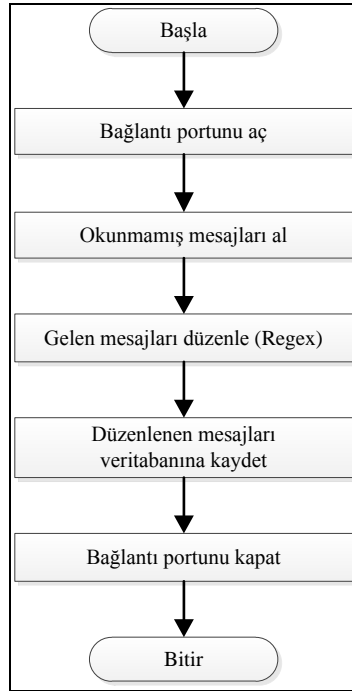 Başla
Bağlantı portunu aç
Okunmamış mesajları al
Gelen mesajları düzenle (Regex)
Düzenlenen mesajları
veritabanına kaydet
Bağlantı portunu kapat
Bitir